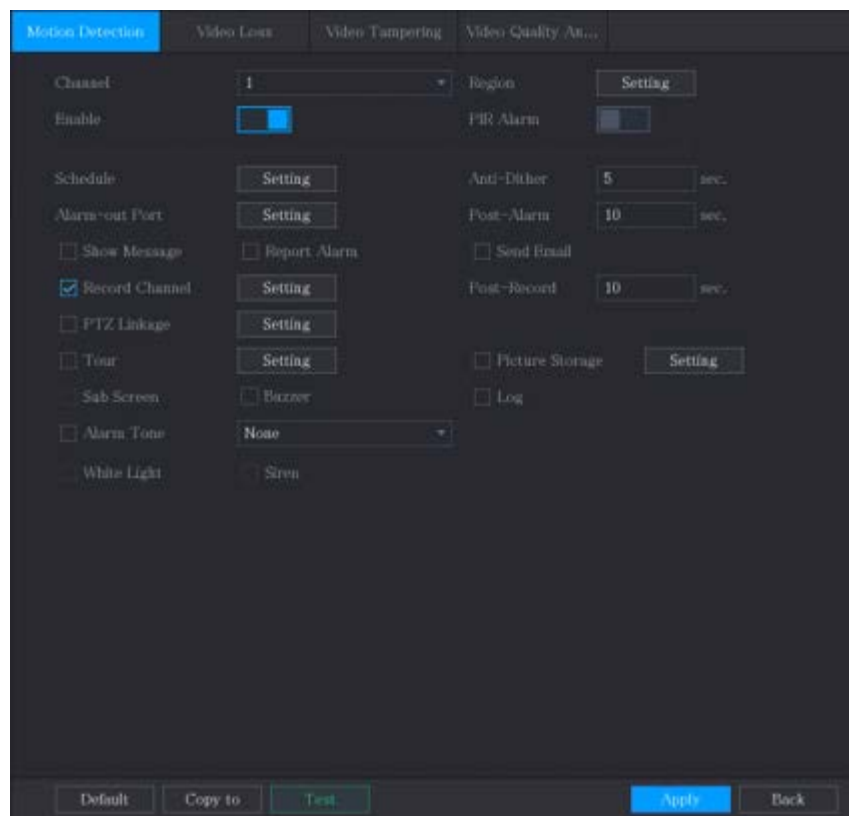 Motion Detection Video Loss Video Tampering Video Quality An...
Channel 1 Region Setting
Enable PIR Alarm
Schedule Setting Anti-Dither 5 sec.
Alarm-out Port Setting Post-Alarm 10 sec.
Show Message Report Alarm Send Email
Record Channel Setting Post-Record 10 sec.
PTZ Linkage Setting
Tour Setting Picture Storage Setting
Sub Screen Buzzer Log
Alarm Tone None
White Light Siren
Default Copy to Test Apply Back